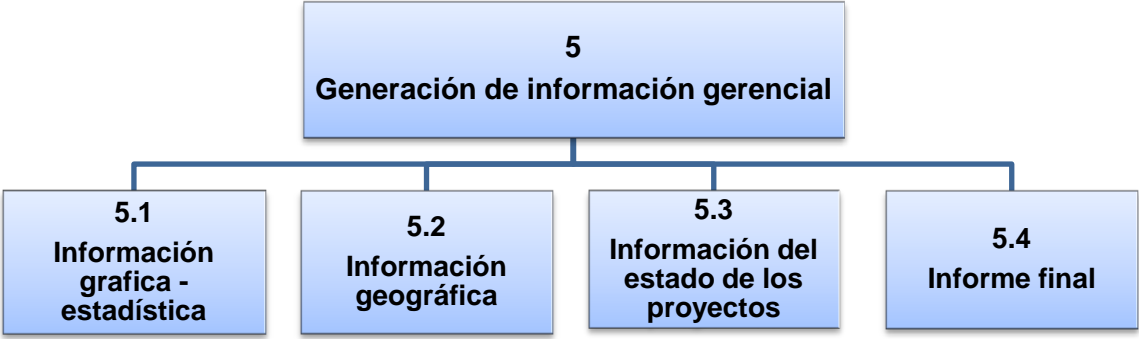 5
Generación de información gerencial
5.1
Información
grafica -
estadística
5.2
Información
geográfica
5.3
Información del
estado de los
proyectos
5.4
Informe final